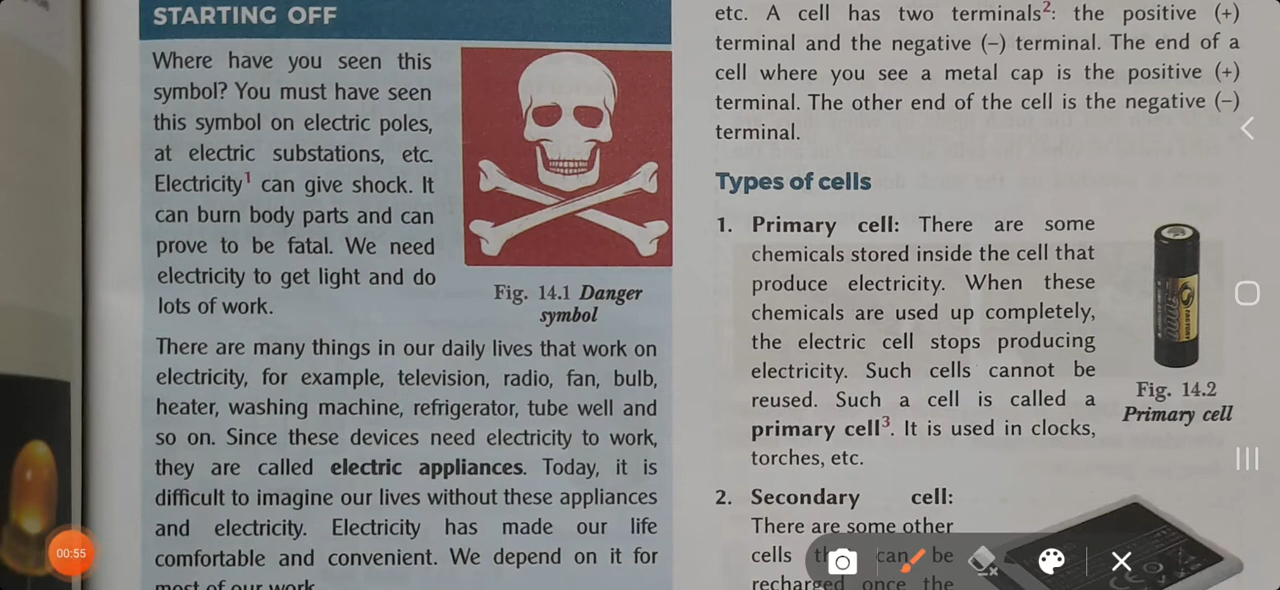 STARTING OFF
Where have you seen this
symbol? You must have seen
this symbol on electric poles,
at electric substations, etc.
Electricity¹ can give shock. It
can burn body parts and can
prove to be fatal. We need
electricity to get light and do
lots of work.
Fig. 14.1 Danger
symbol
There are many things in our daily lives that work on
electricity, for example, television, radio, fan, bulb,
heater, washing machine, refrigerator, tube well and
so on. Since these devices need electricity to work,
they are called electric appliances. Today, it is
difficult to imagine our lives without these appliances
and electricity. Electricity has made our life
comfortable and convenient. We depend on it for
most of our work
etc. A cell has two terminals²: the positive (+)
terminal and the negative (–) terminal. The end of a
cell where you see a metal cap is the positive (+)
terminal. The other end of the cell is the negative (–)
terminal.
Types of cells
1. Primary cell: There are some
chemicals stored inside the cell that
produce electricity. When these
chemicals are used up completely,
the electric cell stops producing
electricity. Such cells cannot be
reused. Such a cell is called a
primary cell³. It is used in clocks,
torches, etc.
Fig. 14.2
Primary cell
2. Secondary cell:
There are some other
cells can be
recharged once the
00:55